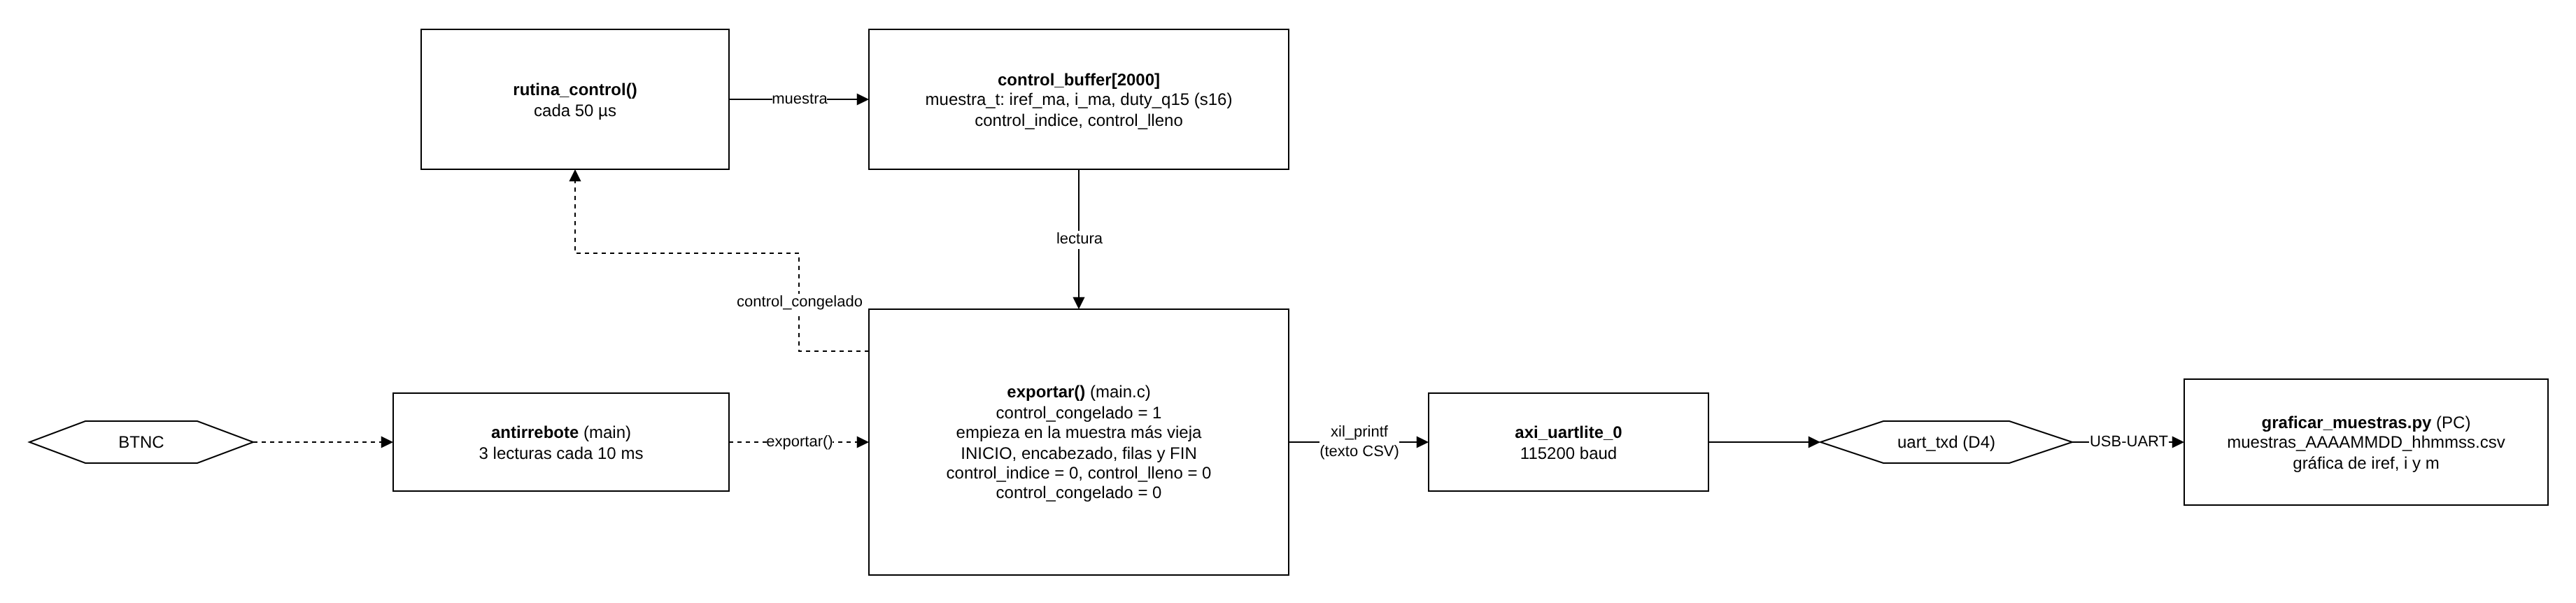 rutina_control()
cada 50 µs
muestra
control_buffer[2000]
muestra_t: iref_ma, i_ma, duty_q15 (s16)
control_indice, control_lleno
lectura
control_congelado
BTNC
antirrebote (main)
3 lecturas cada 10 ms
exportar()
exportar() (main.c)
control_congelado = 1
empieza en la muestra más vieja
INICIO, encabezado, filas y FIN
control_indice = 0, control_lleno = 0
control_congelado = 0
xil_printf
(texto CSV)
axi_uartlite_0
115200 baud
uart_txd (D4)
USB-UART
graficar_muestras.py (PC)
muestras_AAAAMMDD_hhmmss.csv
gráfica de iref, i y m